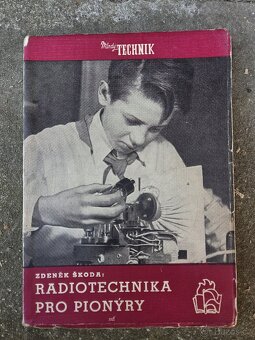 Mladý TECHNIK
ZDENĚK ŠKODA:
RADIOTECHNIKA
PRO PIONÝRY